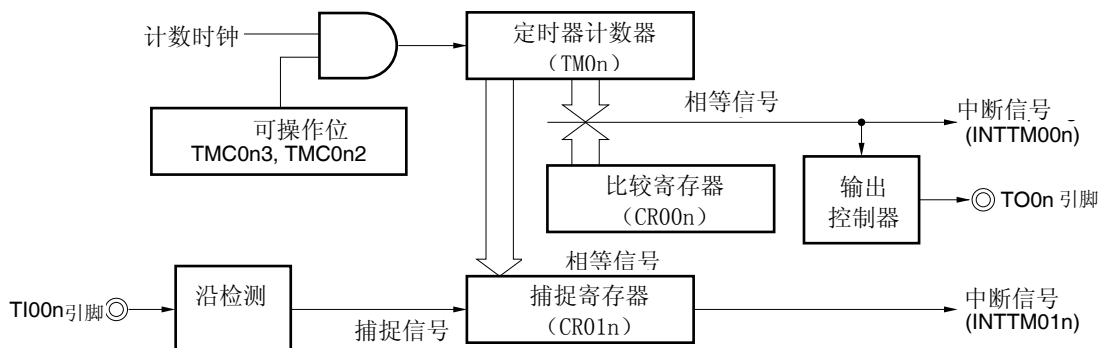 计数时钟
定时器计数器
(TM0n)
可操作位
TMC0n3, TMC0n2
相等信号
中断信号
(INTTM00n)
比较寄存器
(CR00n)
输出
控制器
TO0n 引脚
相等信号
TI00n引脚
沿检测
捕捉信号
捕捉寄存器
(CR01n)
中断信号
(INTTM01n)